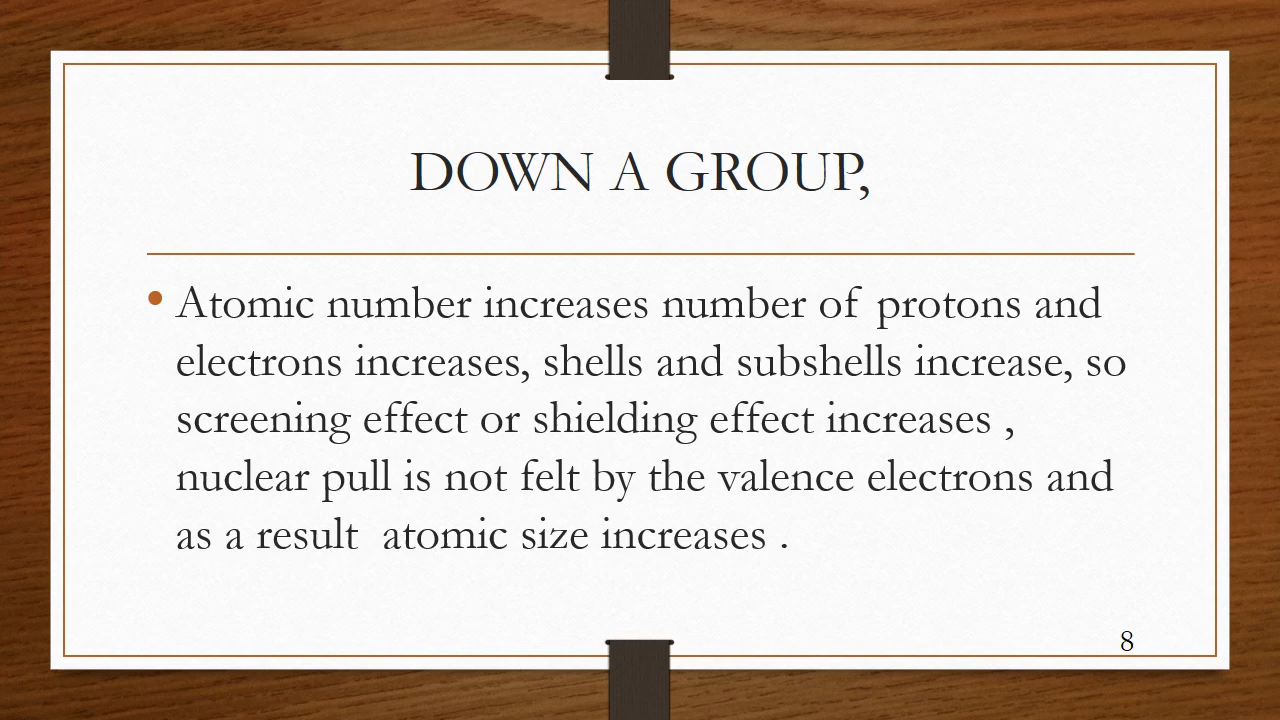 DOWN A GROUP,
• Atomic number increases number of protons and
electrons increases, shells and subshells increase, so
screening effect or shielding effect increases ,
nuclear pull is not felt by the valence electrons and
as a result  atomic size increases .
8